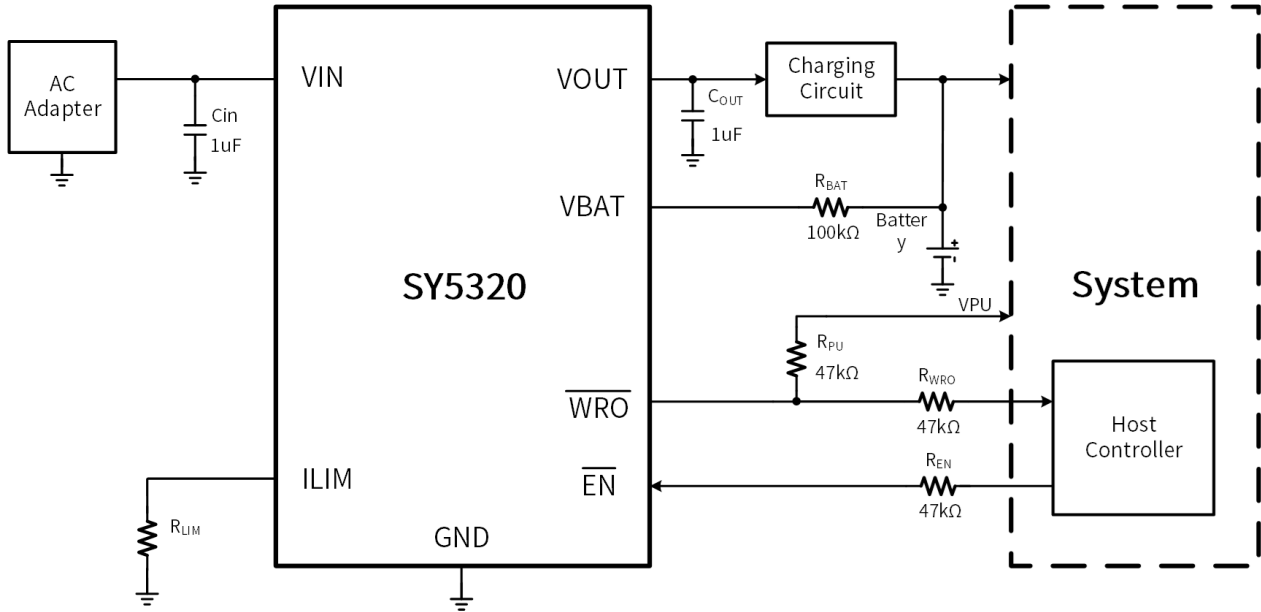 AC
Adapter
Cin
1uF
VIN
VOUT
COUT
1uF
Charging
Circuit
VBAT
RBAT
100kΩ
Batter
y
+
-
SY5320
System
VPU
RPU
47kΩ
WRO
RWRO
47kΩ
Host
Controller
ILIM
EN
REN
47kΩ
RLIM
GND